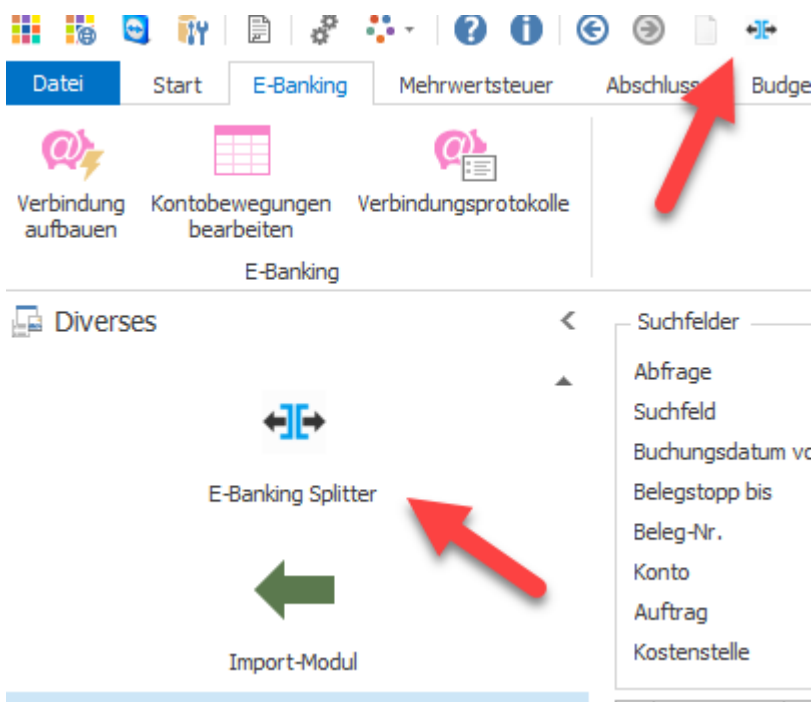 Datei Start E-Banking Mehrwertsteuer Abschluss Budge
Verbindung aufbauen
Kontobewegungen bearbeiten
Verbindungsprotokolle
E-Banking
Diverses
E-Banking Splitter
Import-Modul
Suchfelder
Abfrage
Suchfeld
Buchungsdatum vo
Belegstopp bis
Beleg-Nr.
Konto
Auftrag
Kostenstelle